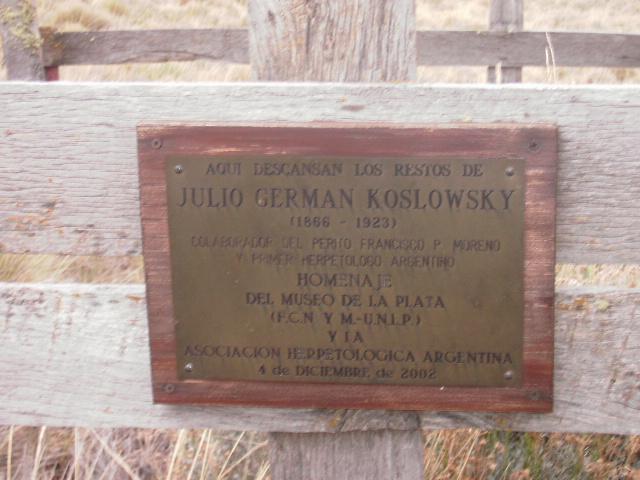 AQUI DESCANSAN LOS RESTOS DE
JULIO GERMAN KOSLOWSKY
(1866 - 1923)
COLABORADOR DEL PERITO FRANCISCO P. MORENO
Y PRIMER HERPETOLOGO ARGENTINO
HOMENAJE
DEL MUSEO DE LA PLATA
(F.C.N Y M.-U.N.L.P.)
Y LA
ASOCIACION HERPETOLOGICA ARGENTINA
4 de DICIEMBRE de 2002